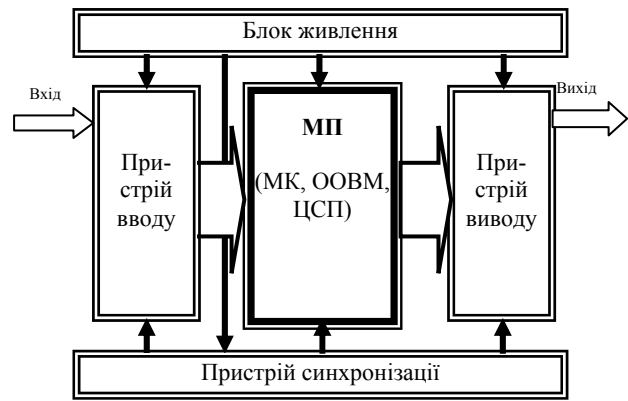 Блок живлення
Вхід
Вихід
МП
(МК, ООВМ,
ЦСП)
При-
стрій
вводу
При-
стрій
виводу
Пристрій синхронізації